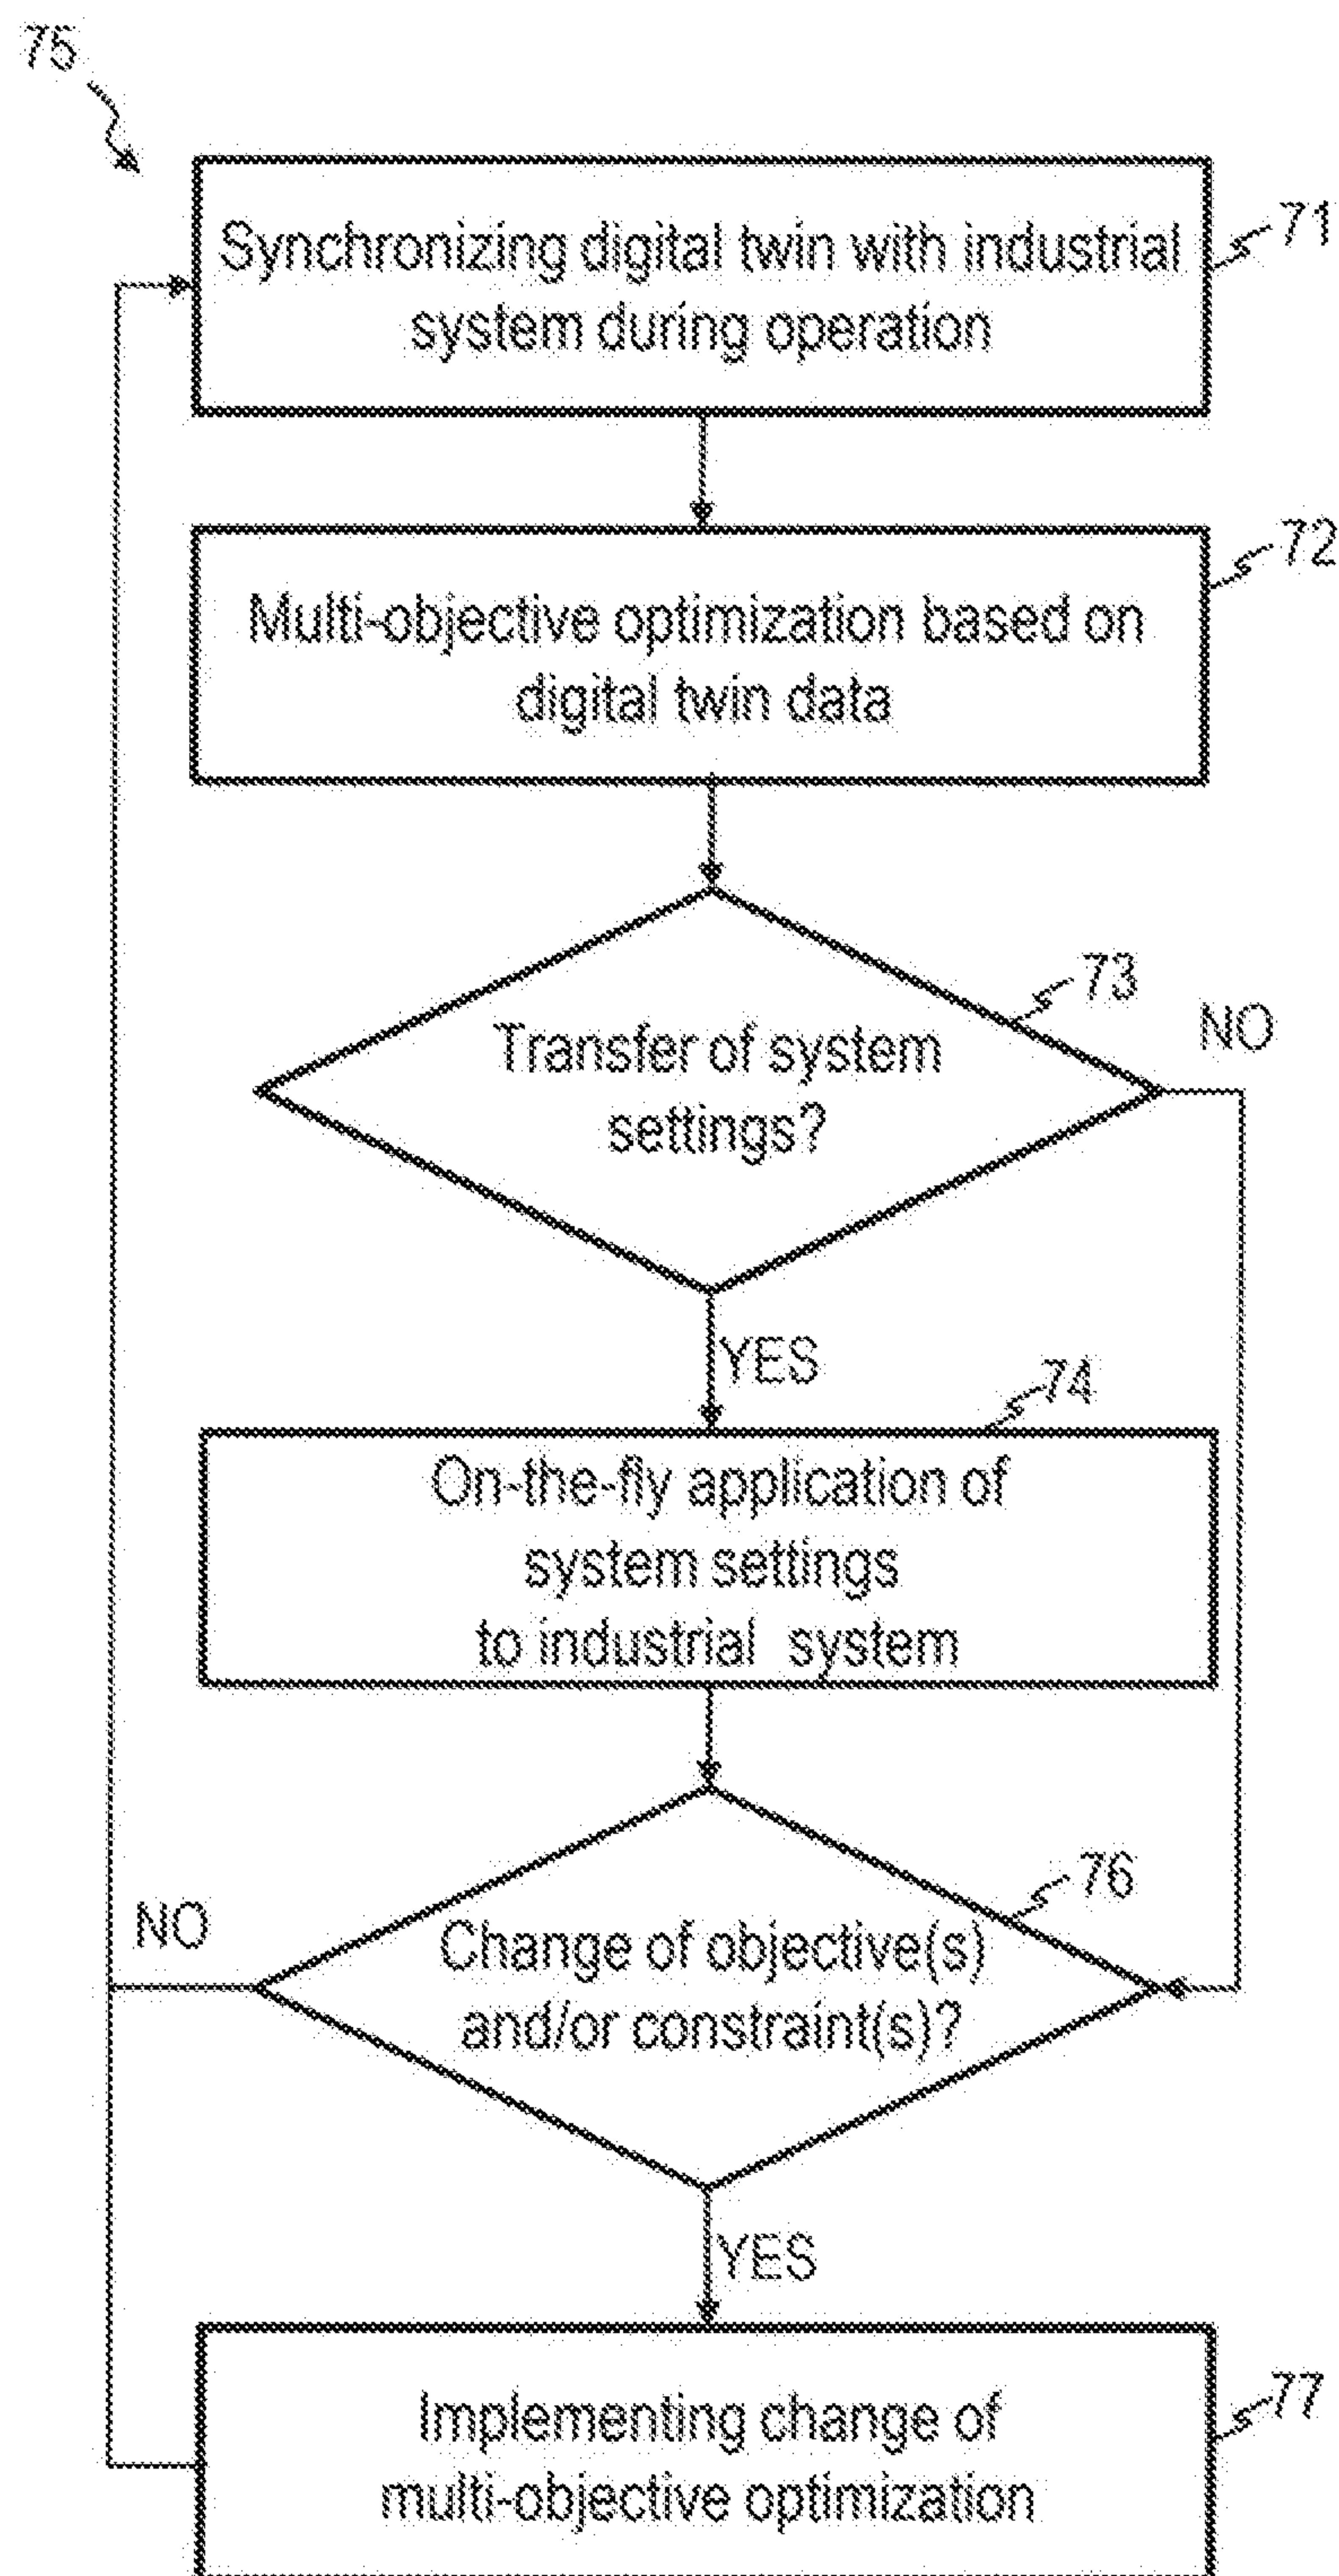 75
Synchronizing digital twin with industrial
system during operation
71
Multi-objective optimization based on
digital twin data
72
Transfer of system
settings?
73
NO
YES
74
On-the-fly application of
system settings
to industrial system
76
NO
Change of objective(s)
and/or constraint(s)?
YES
Implementing change of
multi-objective optimization
77